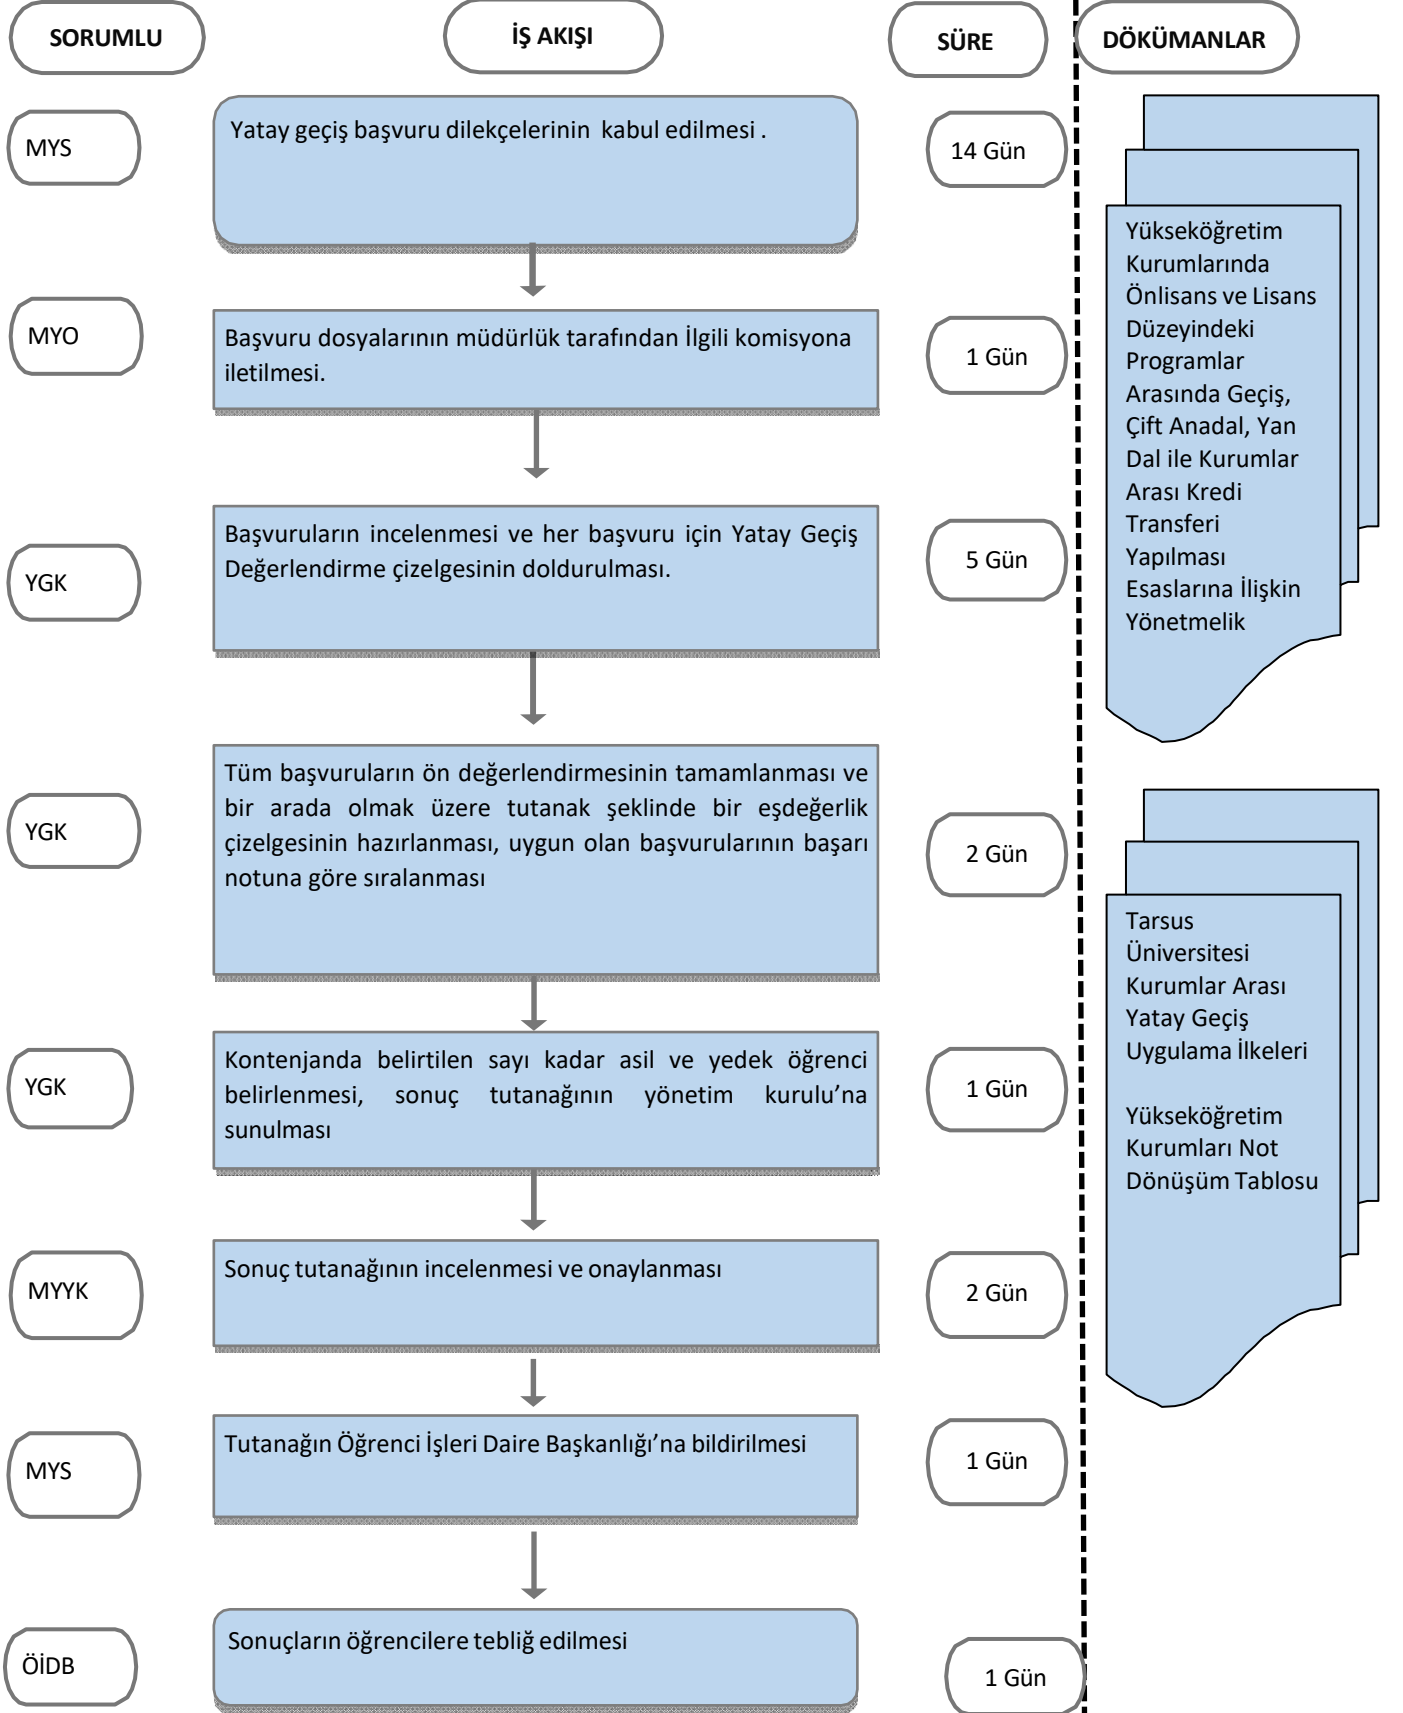 SORUMLU
İŞ AKIŞI
SÜRE
DÖKÜMANLAR
MYS
Yatay geçiş başvuru dilekçelerinin kabul edilmesi .
14 Gün
MYO
Başvuru dosyalarının müdürlük tarafından İlgili komisyona
iletilmesi.
1 Gün
YGK
Başvuruların incelenmesi ve her başvuru için Yatay Geçiş
Değerlendirme çizelgesinin doldurulması.
5 Gün
YGK
Tüm başvuruların ön değerlendirmesinin tamamlanması ve
bir arada olmak üzere tutanak şeklinde bir eşdeğerlik
çizelgesinin hazırlanması, uygun olan başvurularının başarı
notuna göre sıralanması
2 Gün
YGK
Kontenjanda belirtilen sayı kadar asil ve yedek öğrenci
belirlenmesi, sonuç tutanağının yönetim kurulu’na
sunulması
1 Gün
MYYK
Sonuç tutanağının incelenmesi ve onaylanması
2 Gün
MYS
Tutanağın Öğrenci İşleri Daire Başkanlığı’na bildirilmesi
1 Gün
ÖİDB
Sonuçların öğrencilere tebliğ edilmesi
1 Gün
Yükseköğretim
Kurumlarında
Önlisans ve Lisans
Düzeyindeki
Programlar
Arasında Geçiş,
Çift Anadal, Yan
Dal ile Kurumlar
Arası Kredi
Transferi
Yapılması
Esaslarına İlişkin
Yönetmelik
Tarsus
Üniversitesi
Kurumlar Arası
Yatay Geçiş
Uygulama İlkeleri
Yükseköğretim
Kurumları Not
Dönüşüm Tablosu